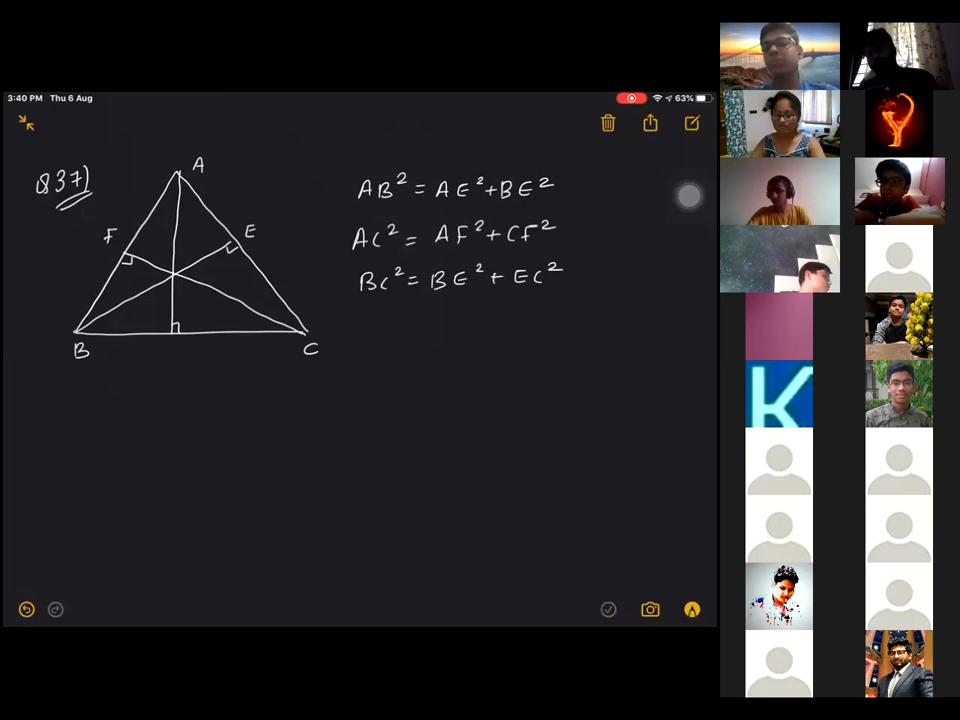 3:40 PM Thu 6 Aug
63%
Q37)
A
F
E
B
C
AB² = AE² + BE²
AC² = AF² + CF²
BC² = BE² + EC²
K